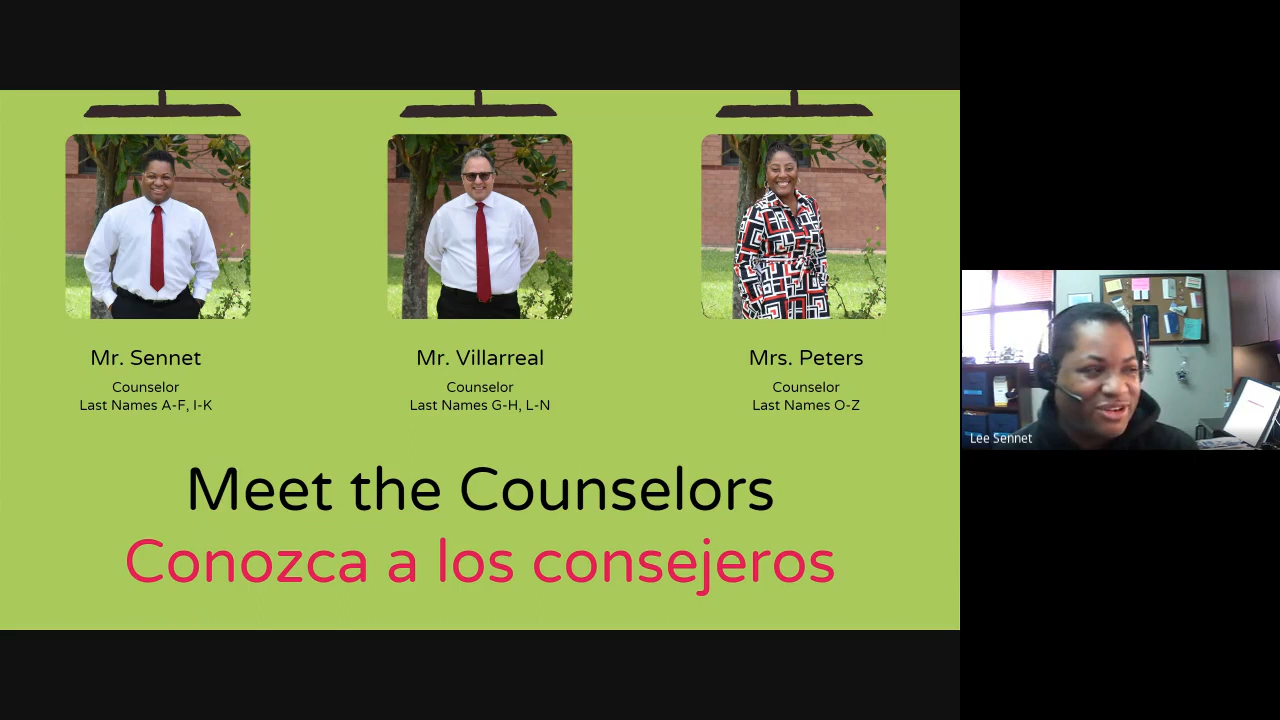 Mr. Sennet
Counselor
Last Names A-F, I-K
Mr. Villarreal
Counselor
Last Names G-H, L-N
Mrs. Peters
Counselor
Last Names O-Z
Meet the Counselors
Conozca a los consejeros
Lee Sennet